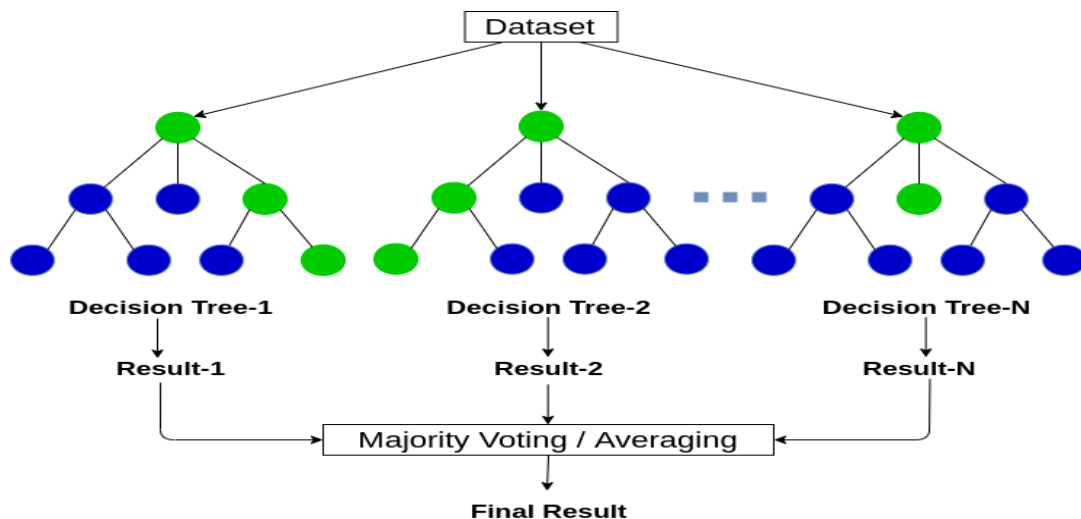 Dataset
Decision Tree-1
Decision Tree-2
Decision Tree-N
Result-1
Result-2
Result-N
Majority Voting / Averaging
Final Result